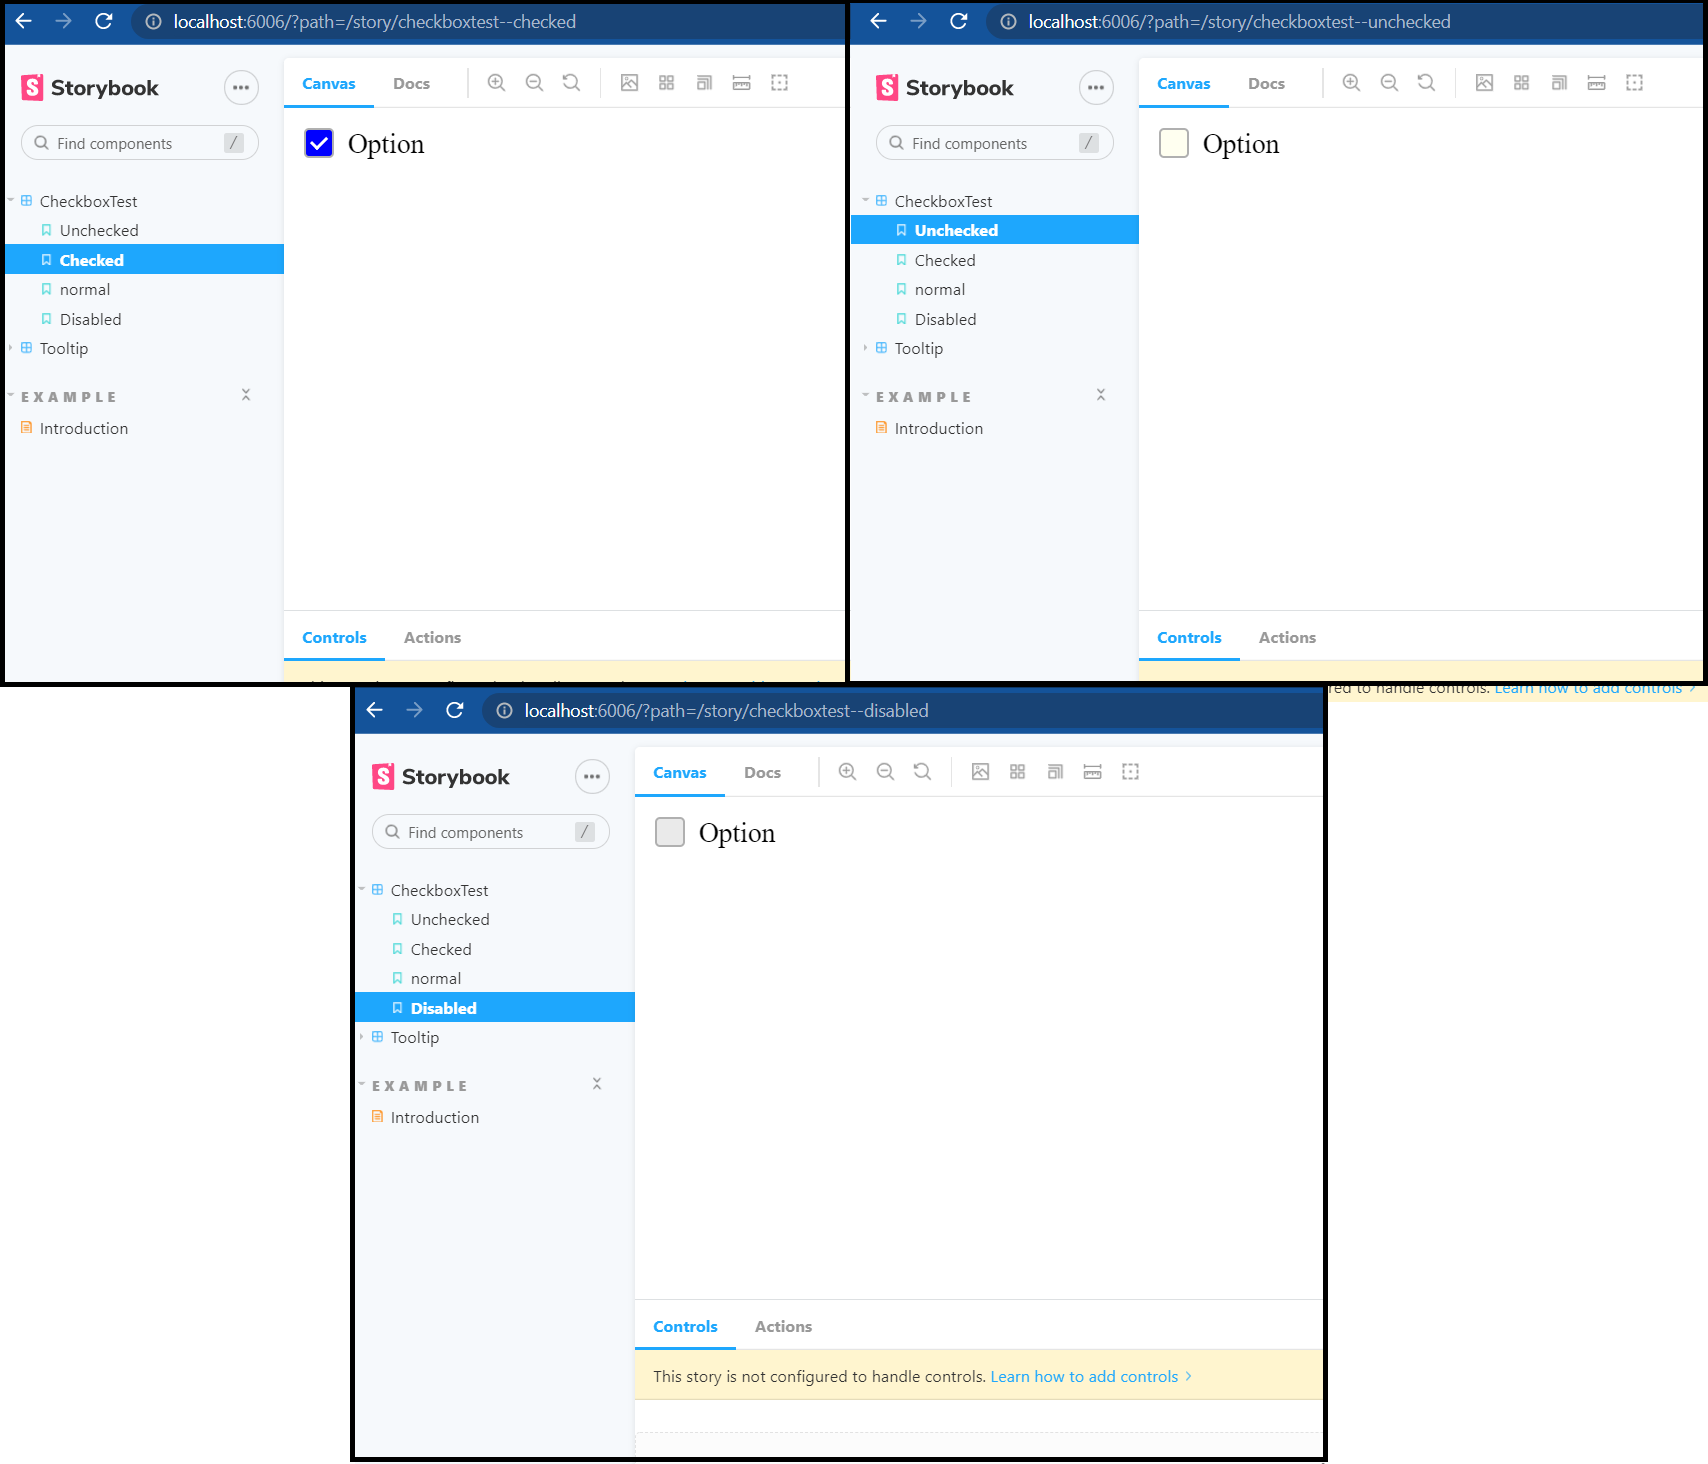 localhost:6006/?path=/story/checkboxtest--checked
Storybook
Canvas Docs
Find components /
Option
CheckboxTest
Unchecked
Checked
normal
Disabled
Tooltip
EXAMPLE
Introduction
Controls Actions
localhost:6006/?path=/story/checkboxtest--unchecked
Storybook
Canvas Docs
Find components /
Option
CheckboxTest
Unchecked
Checked
normal
Disabled
Tooltip
EXAMPLE
Introduction
Controls Actions
to handle controls. Learn how to add controls
localhost:6006/?path=/story/checkboxtest--disabled
Storybook
Canvas Docs
Find components /
Option
CheckboxTest
Unchecked
Checked
normal
Disabled
Tooltip
EXAMPLE
Introduction
Controls Actions
This story is not configured to handle controls. Learn how to add controls